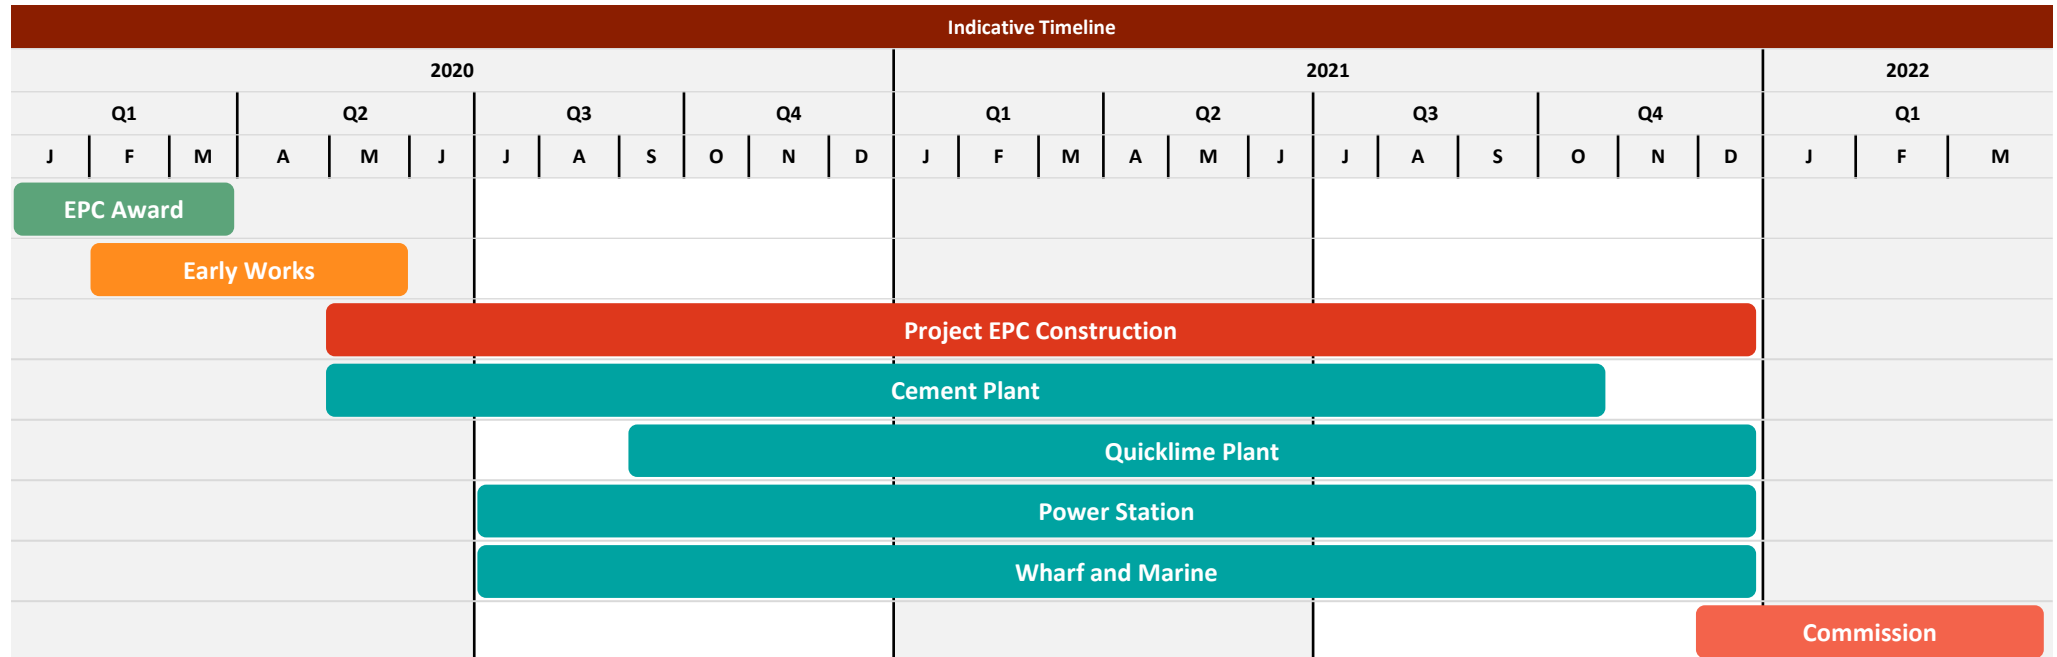 Indicative Timeline
2020 2021 2022
Q1 Q2 Q3 Q4 Q1 Q2 Q3 Q4 Q1
J F M A M J J A S O N D J F M A M J J A S O N D J F M
EPC Award
Early Works
Project EPC Construction
Cement Plant
Quicklime Plant
Power Station
Wharf and Marine
Commission